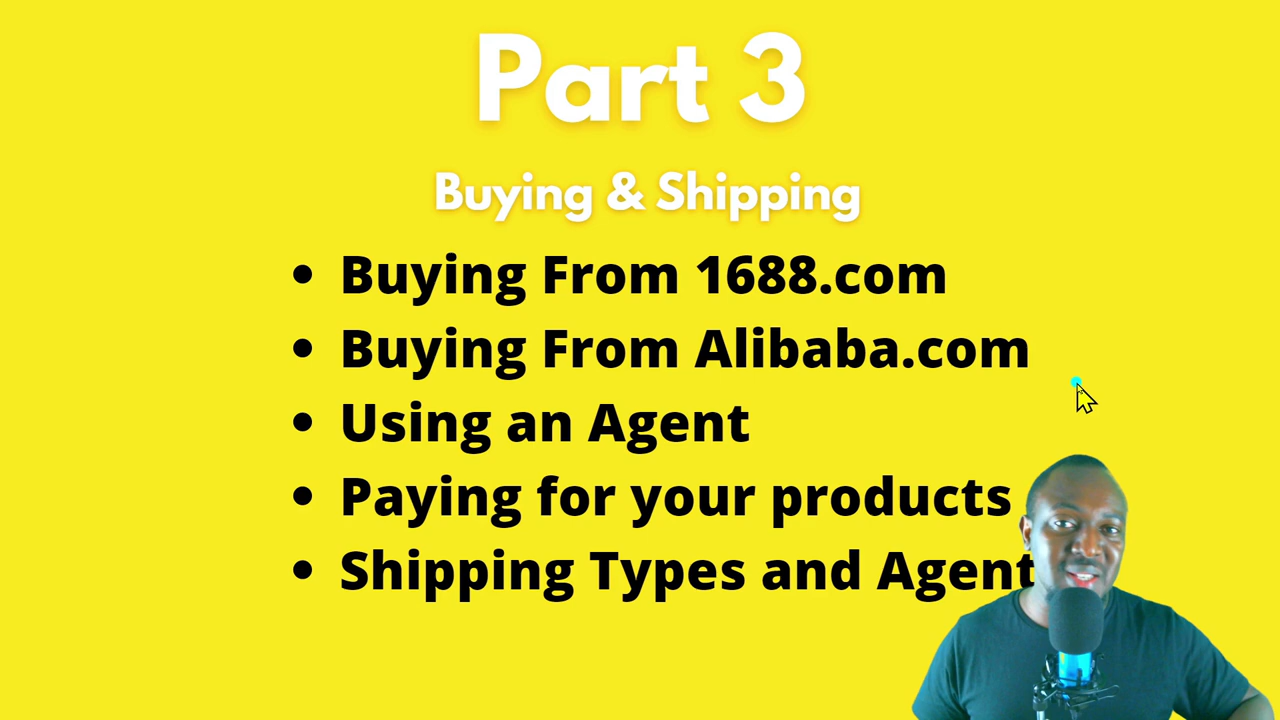 Part 3
Buying & Shipping
• Buying From 1688.com
• Buying From Alibaba.com
• Using an Agent
• Paying for your products
• Shipping Types and Agent